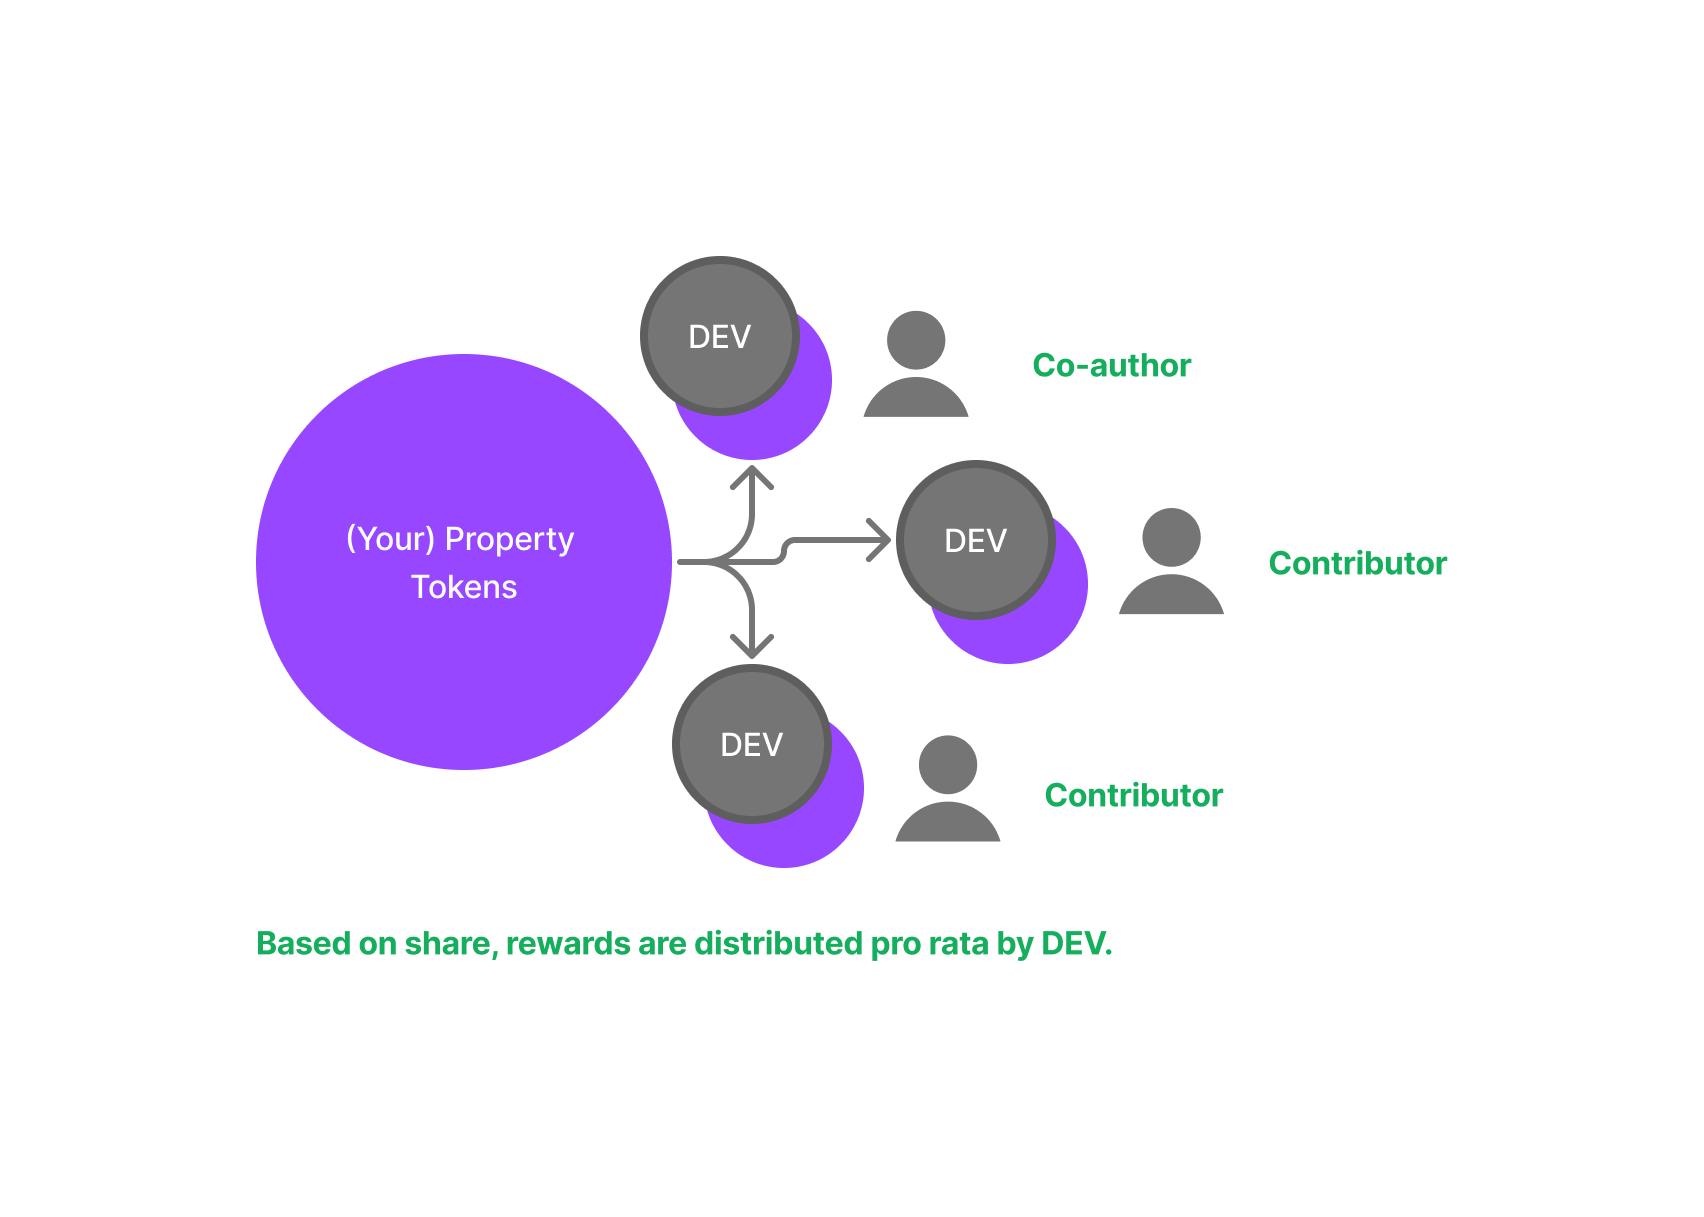 DEV
Co-author
(Your) Property
Tokens
DEV
Contributor
DEV
Contributor
Based on share, rewards are distributed pro rata by DEV.